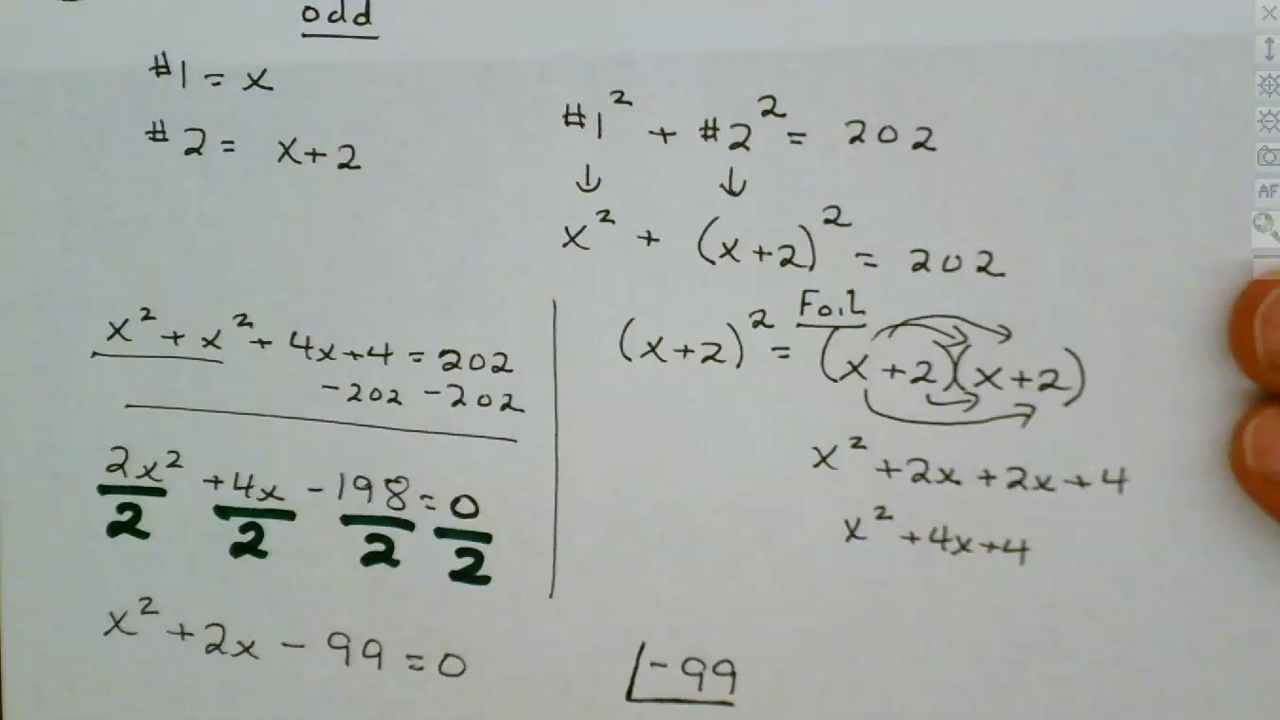 odd
#1 = x
#2 = x+2
#1² + #2² = 202
↓ ↓
x² + (x+2)² = 202
x² + x² + 4x+4 = 202
-202 -202
2x² +4x -198 = 0
2 2 2 2
x² +2x - 99 = 0
FoiL
(x+2)² = (x+2)(x+2)
x² +2x +2x +4
x² +4x+4
-99
AF